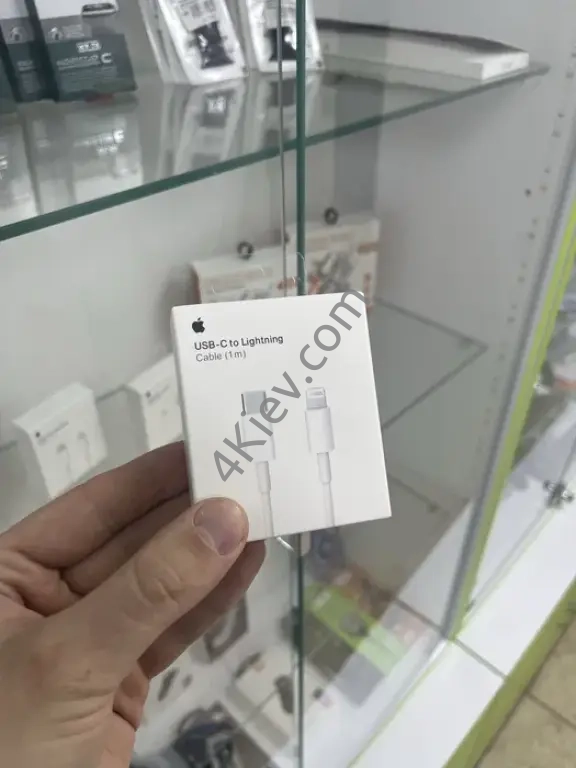 USB-C to Lightning
Cable (1m)
4Kiev.com